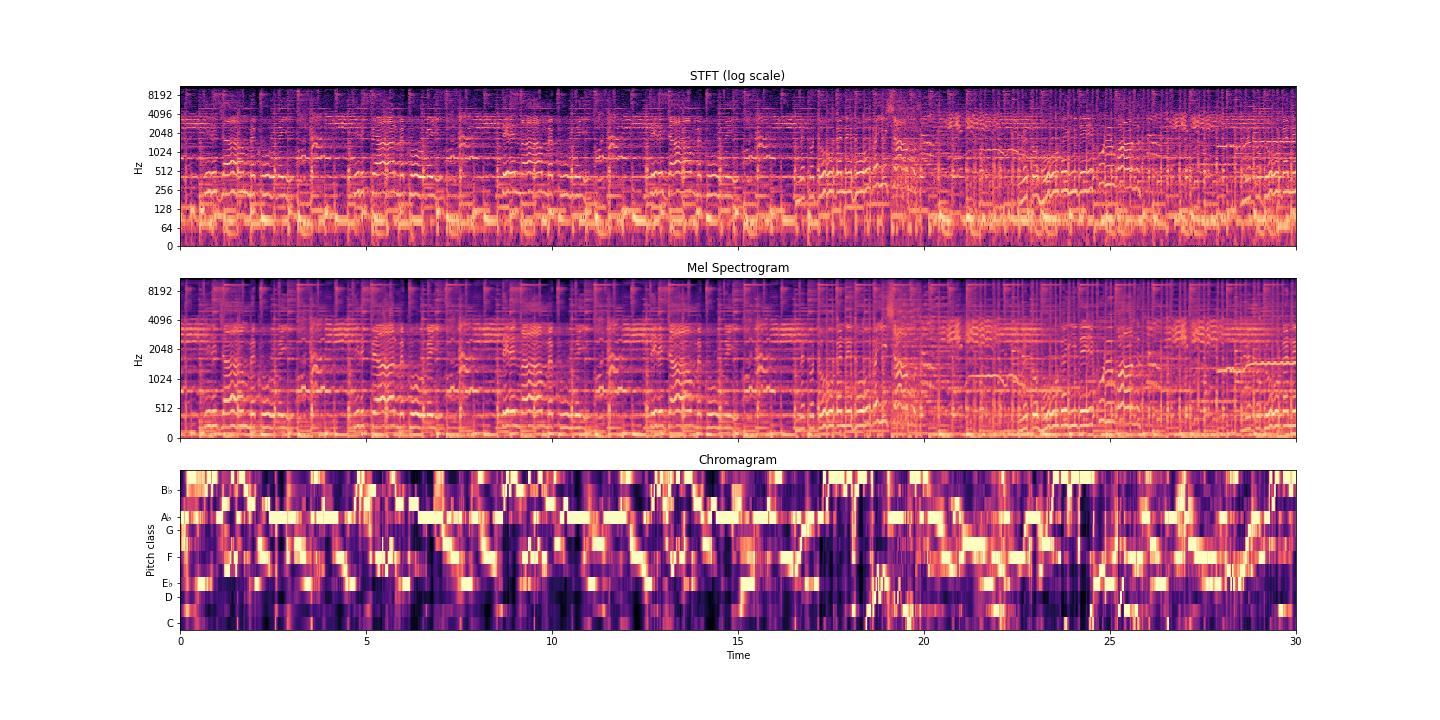 STFT (log scale)
8192
4096
2048
1024
512
256
128
64
0
Hz
Mel Spectrogram
8192
4096
2048
1024
512
0
Hz
Chromagram
B♭
A♭
G
F
E♭
D
C
Pitch class
0 5 10 15 20 25 30
Time